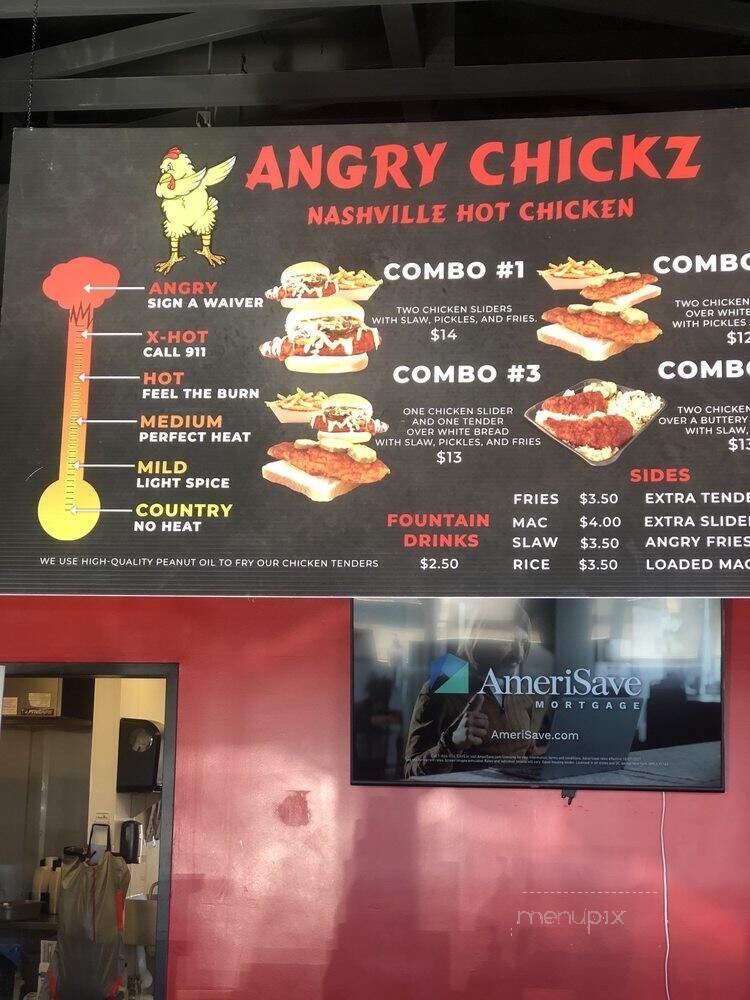 ANGRY CHICKZ
NASHVILLE HOT CHICKEN
ANGRY
SIGN A WAIVER
X-HOT
CALL 911
HOT
FEEL THE BURN
MEDIUM
PERFECT HEAT
MILD
LIGHT SPICE
COUNTRY
NO HEAT
WE USE HIGH-QUALITY PEANUT OIL TO FRY OUR CHICKEN TENDERS
COMBO #1
TWO CHICKEN SLIDERS
WITH SLAW, PICKLES, AND FRIES.
$14
COMBO
TWO CHICKEN
OVER WHITE
WITH PICKLES
$12
COMBO #3
ONE CHICKEN SLIDER
AND ONE TENDER
OVER WHITE BREAD
WITH SLAW, PICKLES, AND FRIES
$13
COMBO
TWO CHICKEN
OVER A BUTTERY
WITH SLAW,
$13
FOUNTAIN
DRINKS
$2.50
SIDES
FRIES $3.50 EXTRA TENDE
MAC $4.00 EXTRA SLIDE
SLAW $3.50 ANGRY FRIES
RICE $3.50 LOADED MAC
AmeriSave
MORTGAGE
AmeriSave.com
menupix